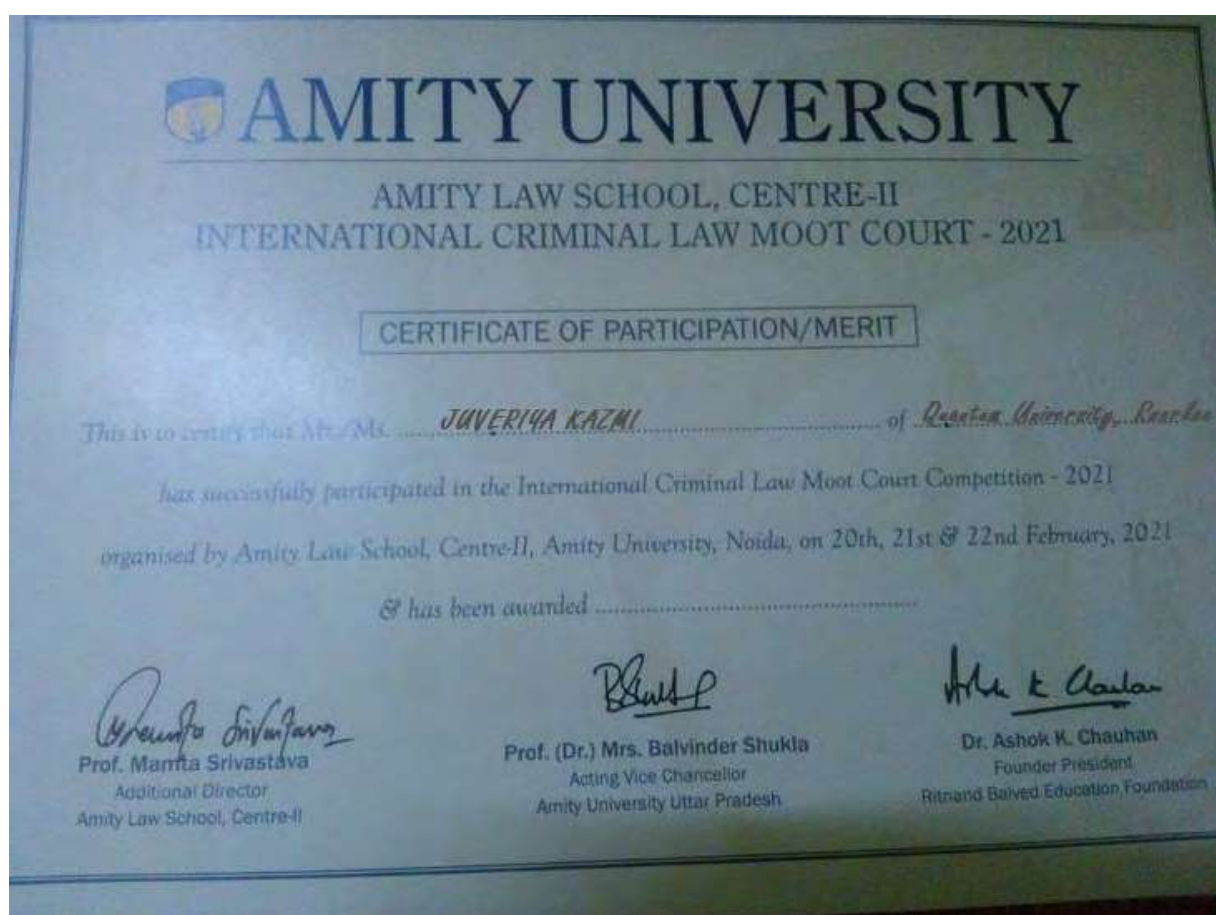 AMITY UNIVERSITY
AMITY LAW SCHOOL, CENTRE-II
INTERNATIONAL CRIMINAL LAW MOOT COURT - 2021
CERTIFICATE OF PARTICIPATION/MERIT
This is to certify that Mr./Ms. JUVERIYA KAZMI of Quantum University,
has successfully participated in the International Criminal Law Moot Court Competition - 2021
organised by Amity Law School, Centre-II, Amity University, Noida, on 20th, 21st & 22nd February, 2021
& has been awarded
Prof. Mamta Srivastava
Additional Director
Amity Law School, Centre-II
Prof. (Dr.) Mrs. Balvinder Shukla
Acting Vice Chancellor
Amity University Uttar Pradesh
Ashok K Chauhan
Dr. Ashok K. Chauhan
Founder President
Ritnand Balved Education Foundation